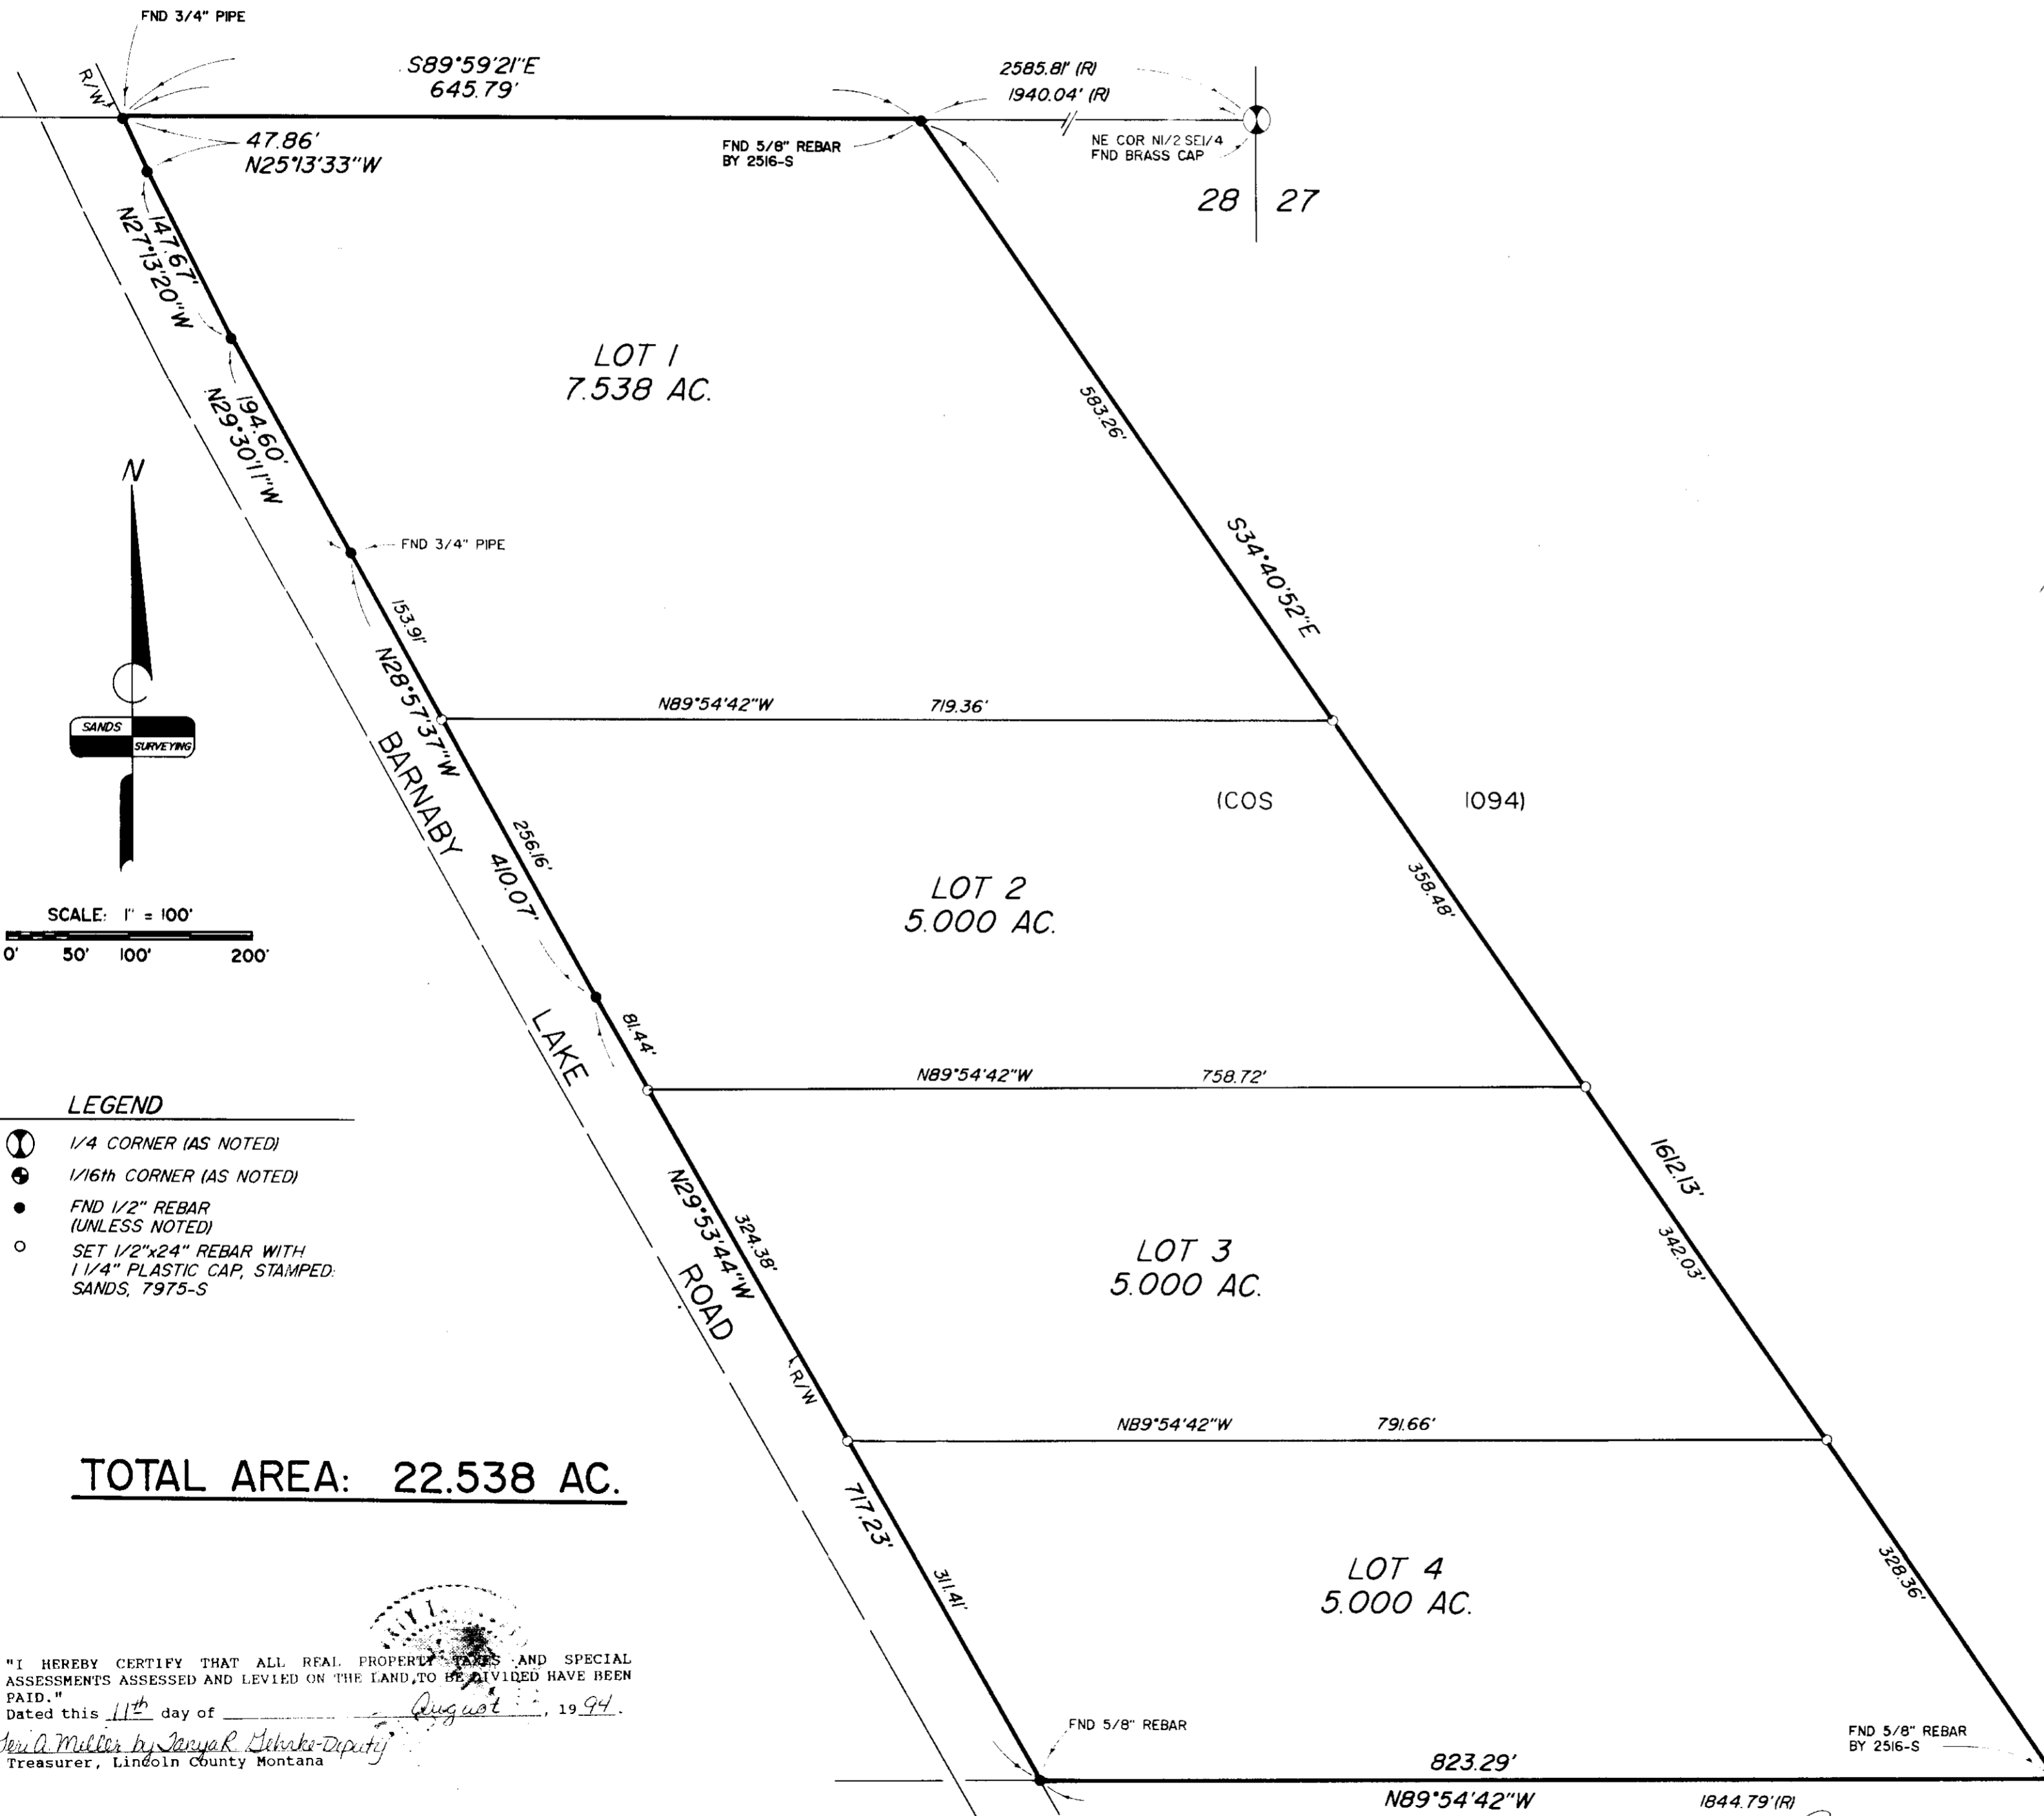 FND 3/4" PIPE
R/W
S89°59'21"E
645.79'
2585.81' (R)
1940.04' (R)
47.86'
N25°13'33"W
FND 5/8" REBAR
BY 2516-S
NE COR N1/2 SE1/4
FND BRASS CAP
28 27
147.67'
N27°13'20"W
LOT 1
7.538 AC.
583.26'
194.60'
N29°30'11"W
N
FND 3/4" PIPE
S34°40'52"E
153.91'
N28°57'37"W
N89°54'42"W 719.36'
SANDS
SURVEYING
BARNABY
(COS 1094)
256.16'
410.07'
LOT 2
5.000 AC.
358.48'
SCALE: 1" = 100'
0' 50' 100' 200'
LAKE
81.44'
N89°54'42"W 758.72'
LEGEND
1/4 CORNER (AS NOTED)
1/16th CORNER (AS NOTED)
FND 1/2" REBAR
(UNLESS NOTED)
SET 1/2"x24" REBAR WITH
1 1/4" PLASTIC CAP, STAMPED:
SANDS, 7975-S
1612.13'
N29°53'44"W
324.38'
342.03'
LOT 3
5.000 AC.
ROAD
R/W
N89°54'42"W 791.66'
TOTAL AREA: 22.538 AC.
717.23'
311.41'
LOT 4
5.000 AC.
328.36'
"I HEREBY CERTIFY THAT ALL REAL PROPERTY TAXES AND SPECIAL
ASSESSMENTS ASSESSED AND LEVIED ON THE LAND TO BE DIVIDED HAVE BEEN
PAID."
Dated this 11th day of August, 1994.
Teri A. Miller by Tanya R. Gehrke-Deputy
Treasurer, Lincoln County Montana
FND 5/8" REBAR
FND 5/8" REBAR
BY 2516-S
823.29'
N89°54'42"W
1844.79'(R)